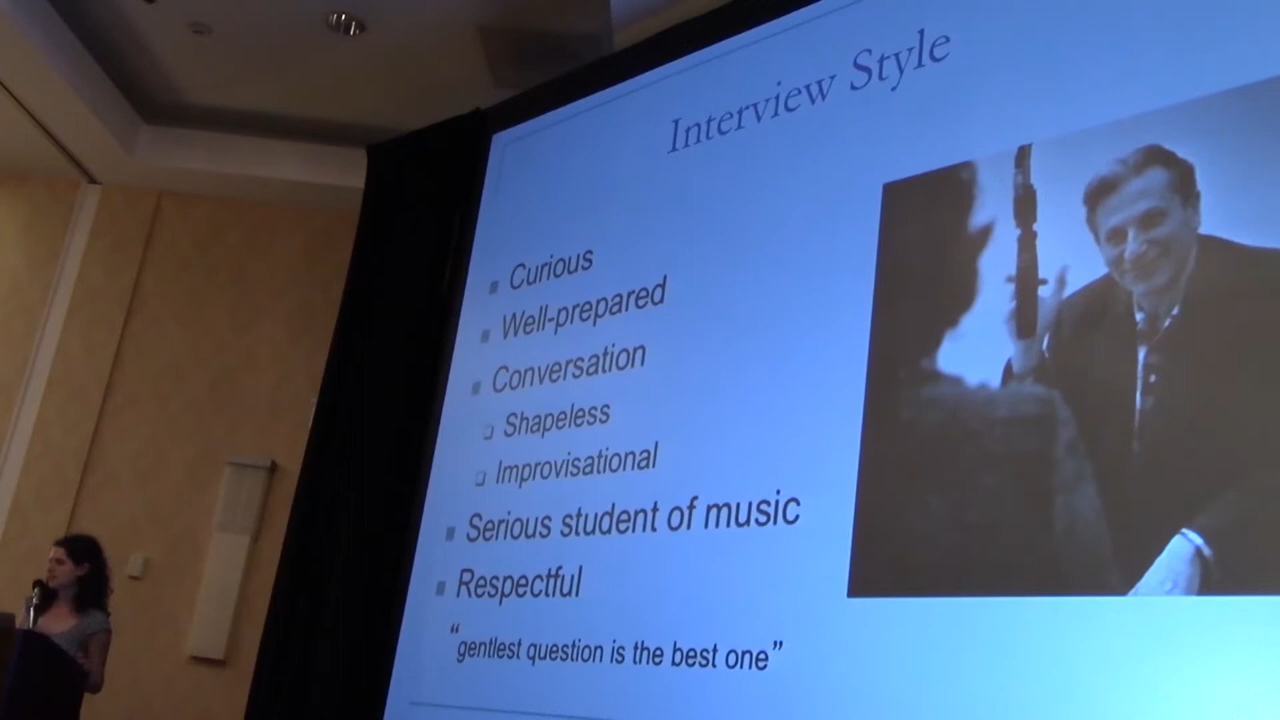 Interview Style
Curious
Well-prepared
Conversation
Shapeless
Improvisational
Serious student of music
Respectful
“gentlest question is the best one”